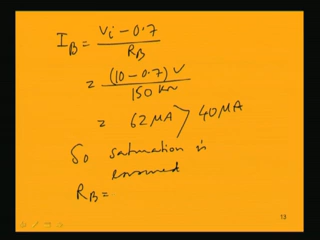 I_B = (Vi - 0.7) / R_B
= (10 - 0.7) V / 150 kΩ
= 62 μA > 40 μA
So saturation is
ensured
R_B =
13